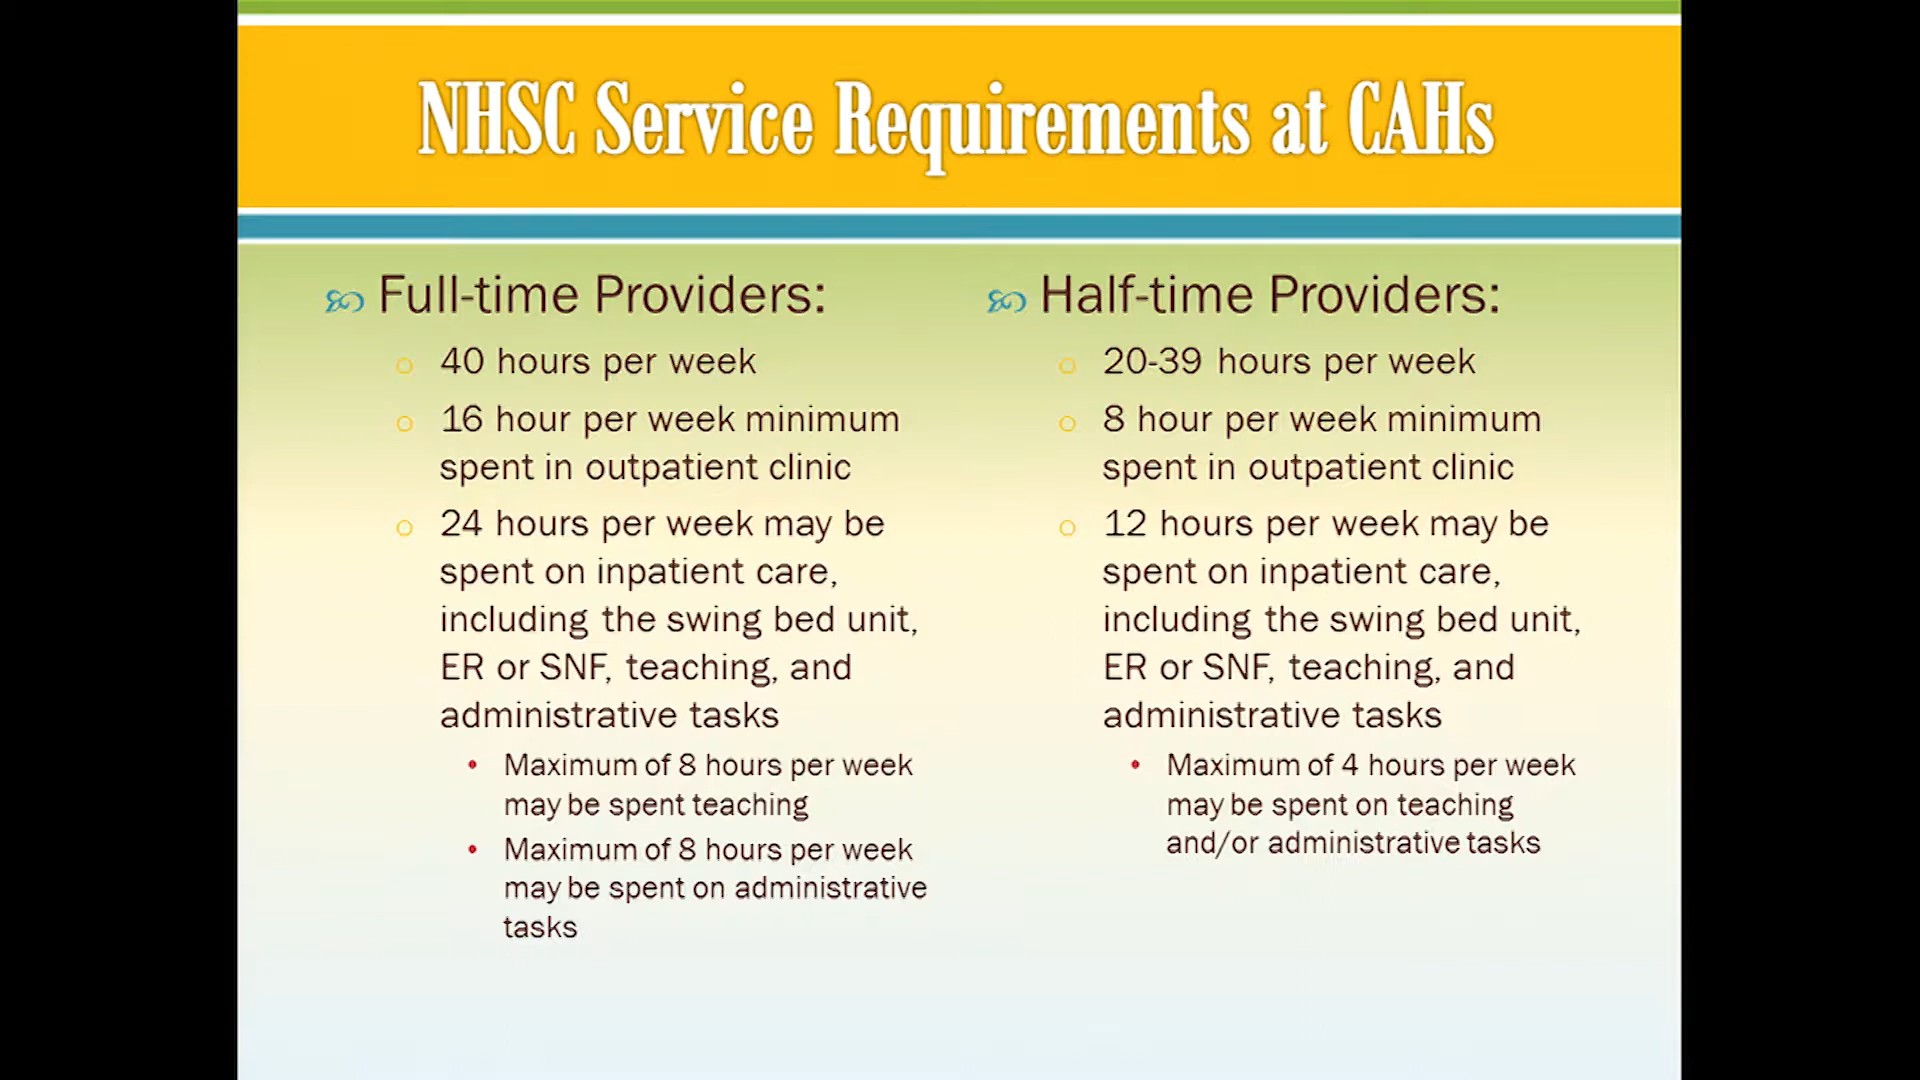 NHSC Service Requirements at CAHs
Full-time Providers:
40 hours per week
16 hour per week minimum
spent in outpatient clinic
24 hours per week may be
spent on inpatient care,
including the swing bed unit,
ER or SNF, teaching, and
administrative tasks
Maximum of 8 hours per week
may be spent teaching
Maximum of 8 hours per week
may be spent on administrative
tasks
Half-time Providers:
20-39 hours per week
8 hour per week minimum
spent in outpatient clinic
12 hours per week may be
spent on inpatient care,
including the swing bed unit,
ER or SNF, teaching, and
administrative tasks
Maximum of 4 hours per week
may be spent on teaching
and/or administrative tasks